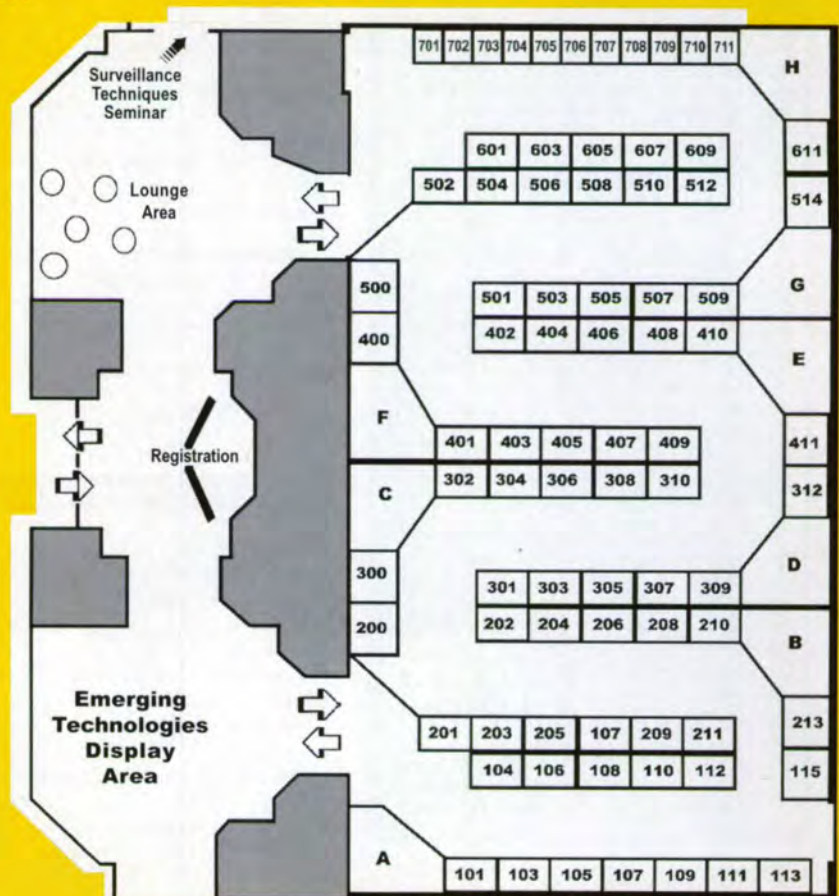 701 702 703 704 705 706 707 708 709 710 711
H
Surveillance
Techniques
Seminar
601 603 605 607 609
611
502 504 506 508 510 512
514
Lounge
Area
500
501 503 505 507 509
G
400
402 404 406 408 410
E
F
401 403 405 407 409
411
Registration
C
302 304 306 308 310
312
300
301 303 305 307 309
D
200
202 204 206 208 210
B
Emerging
Technologies
Display
Area
213
201 203 205 107 209 211
115
104 106 108 110 112
A
101 103 105 107 109 111 113